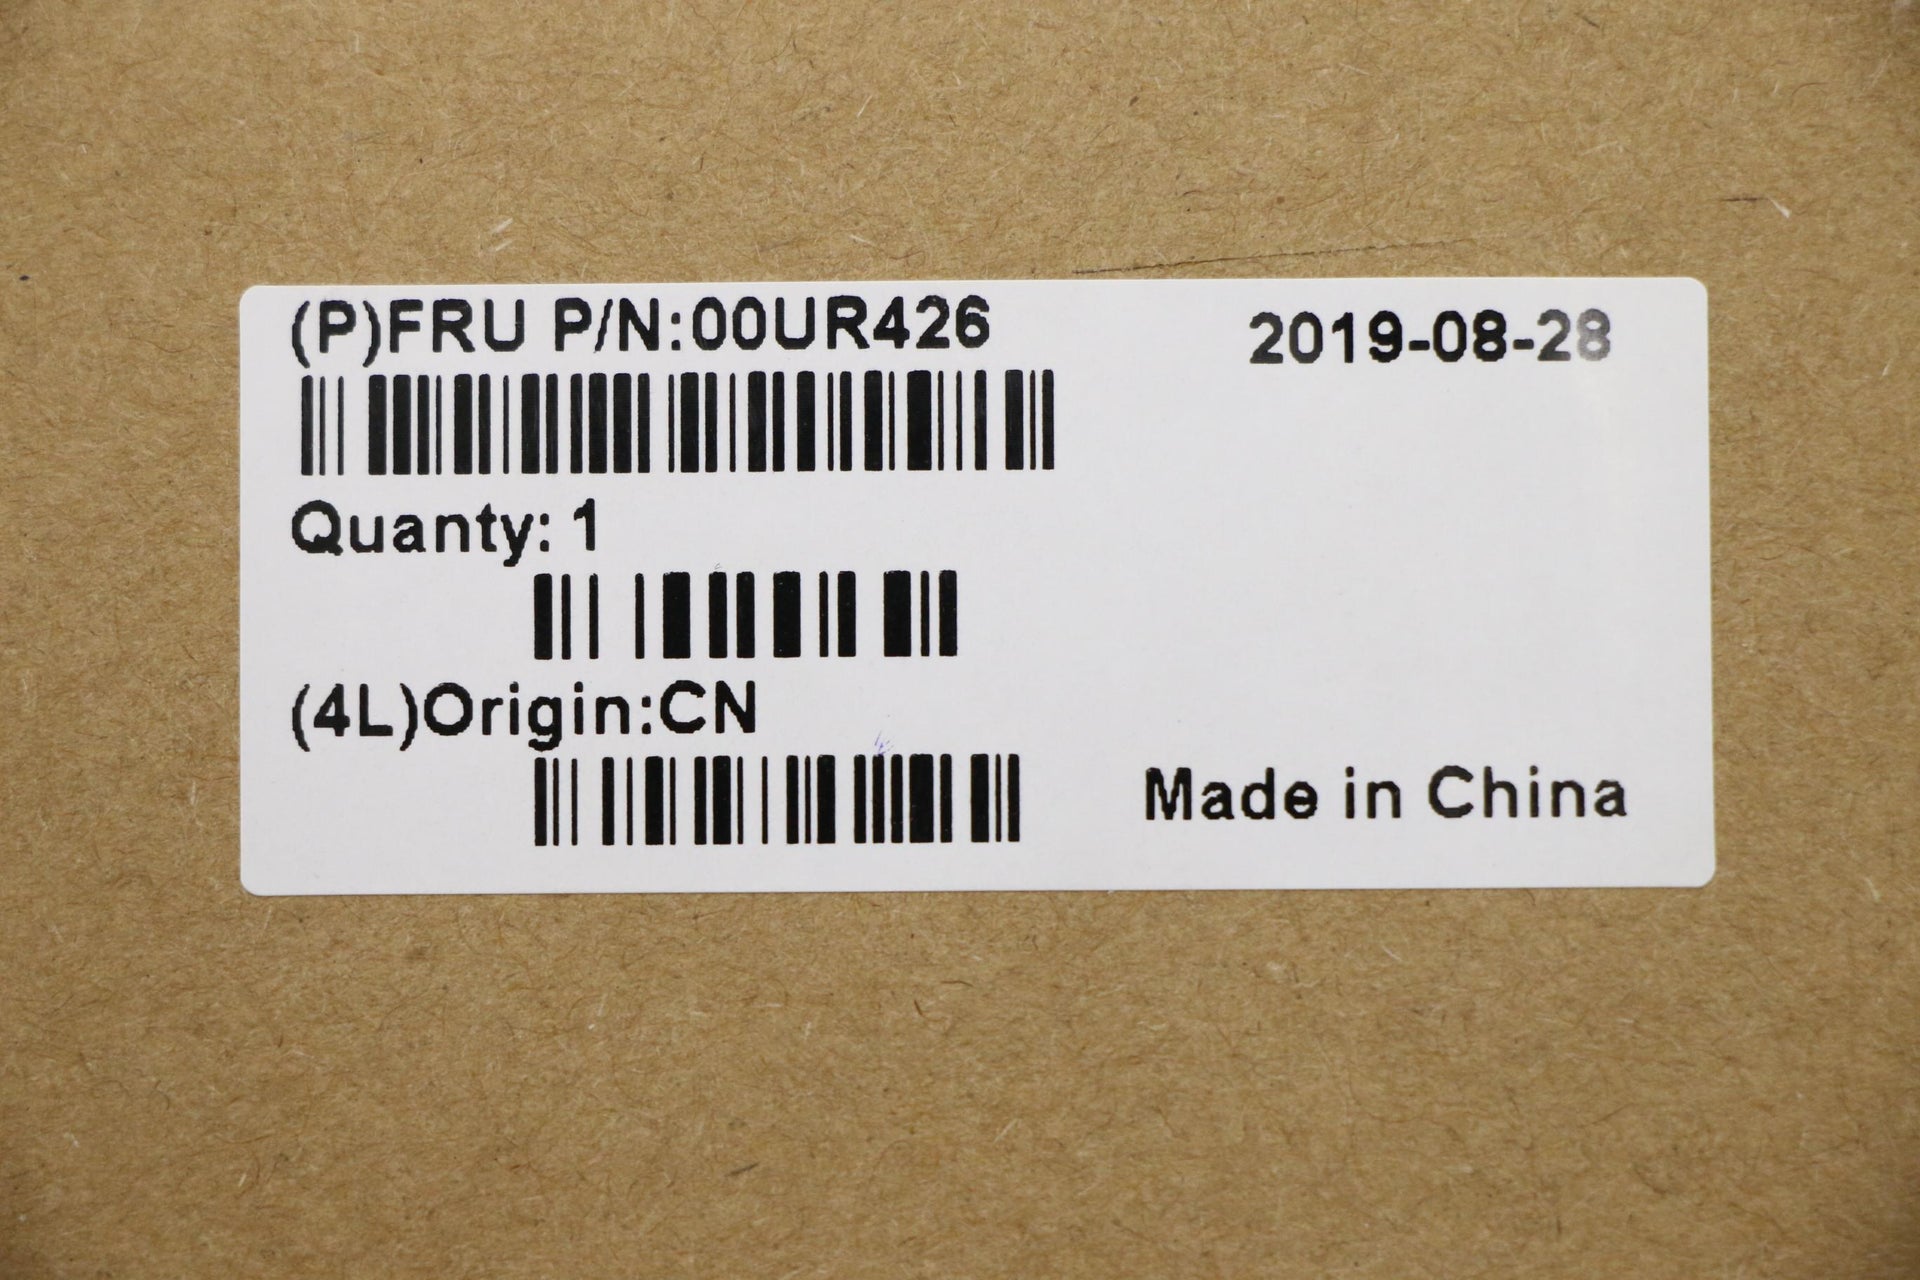 (P)FRU P/N:00UR426
2019-08-28
Quanty: 1
(4L)Origin:CN
Made in China